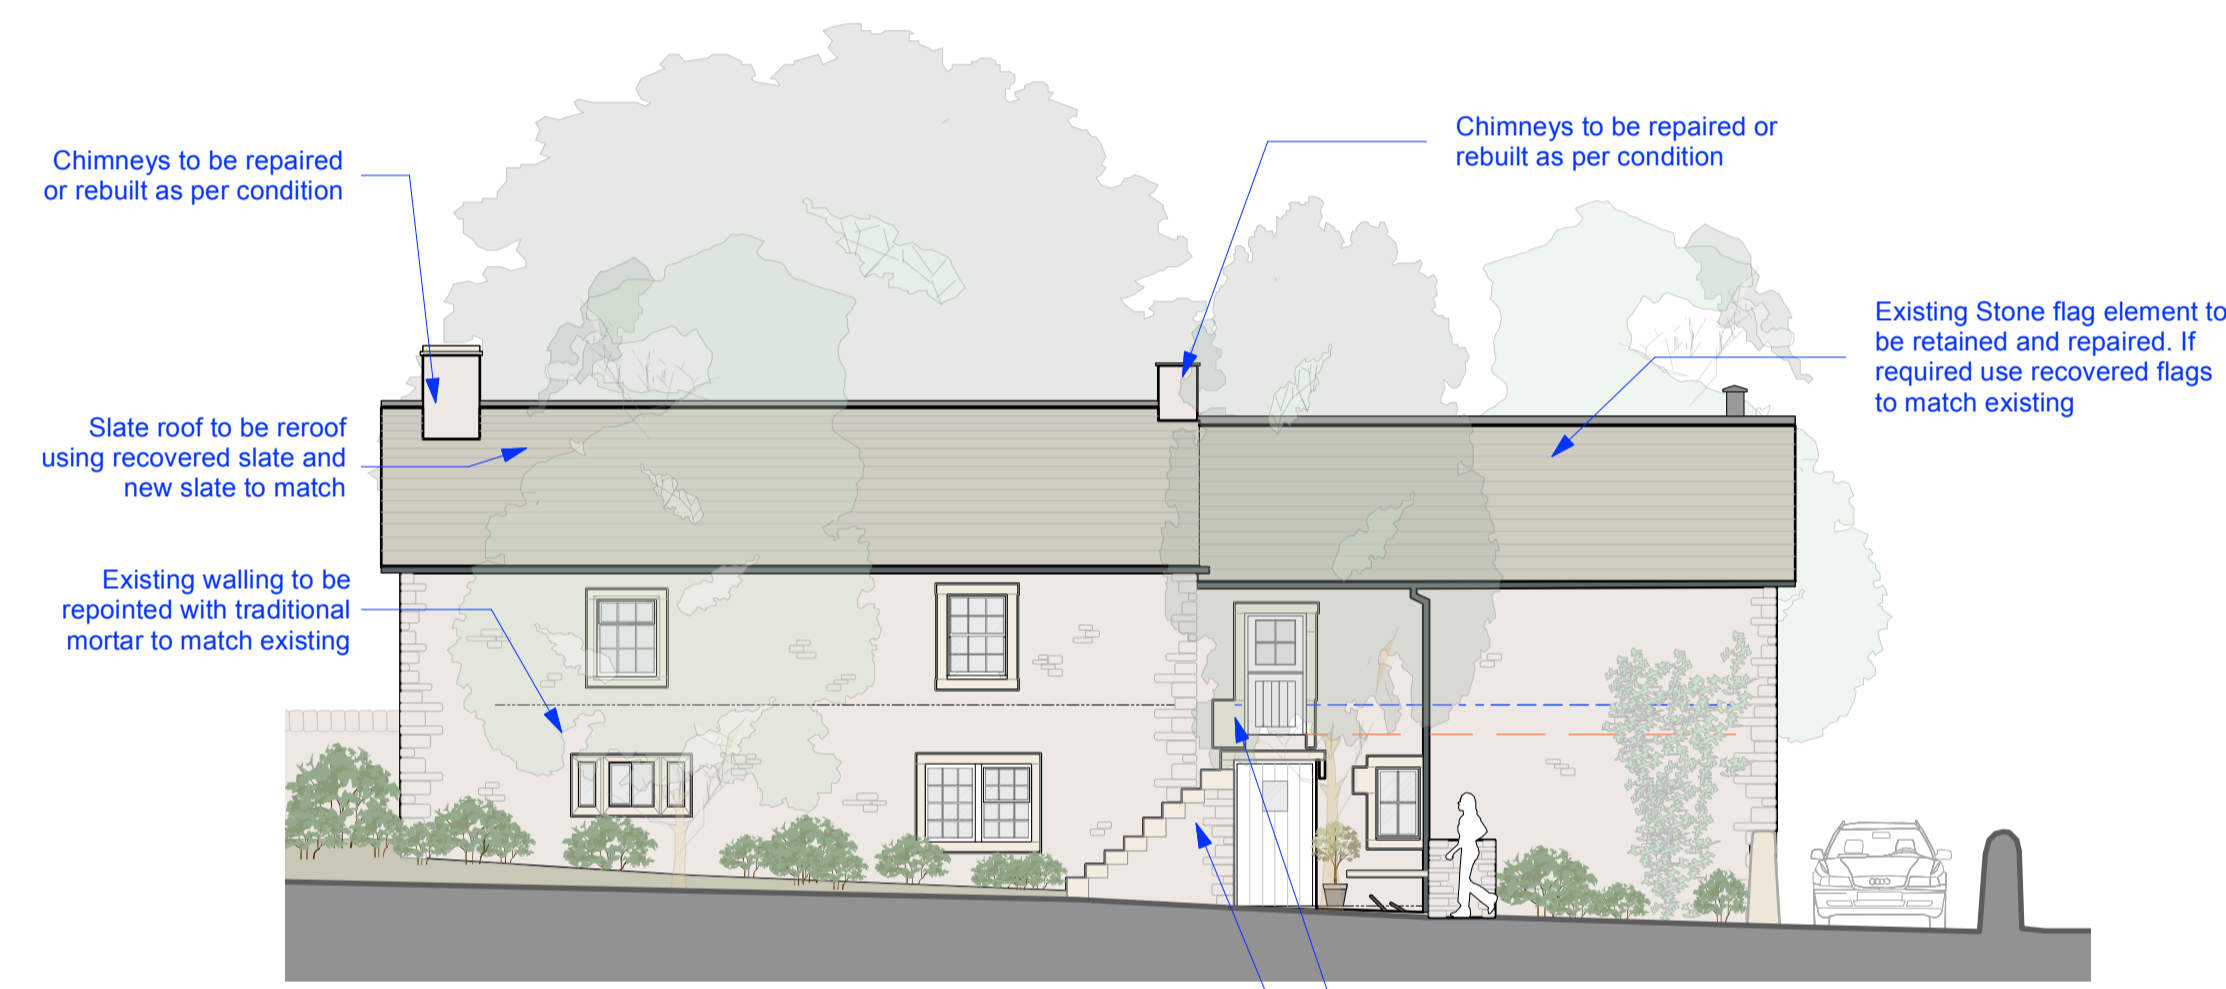 Chimneys to be repaired or
rebuilt as per condition
Chimneys to be repaired
or rebuilt as per condition
Existing Stone flag element to
be retained and repaired. If
required use recovered flags
to match existing
Slate roof to be reroof
using recovered slate and
new slate to match
Existing walling to be
repointed with traditional
mortar to match existing